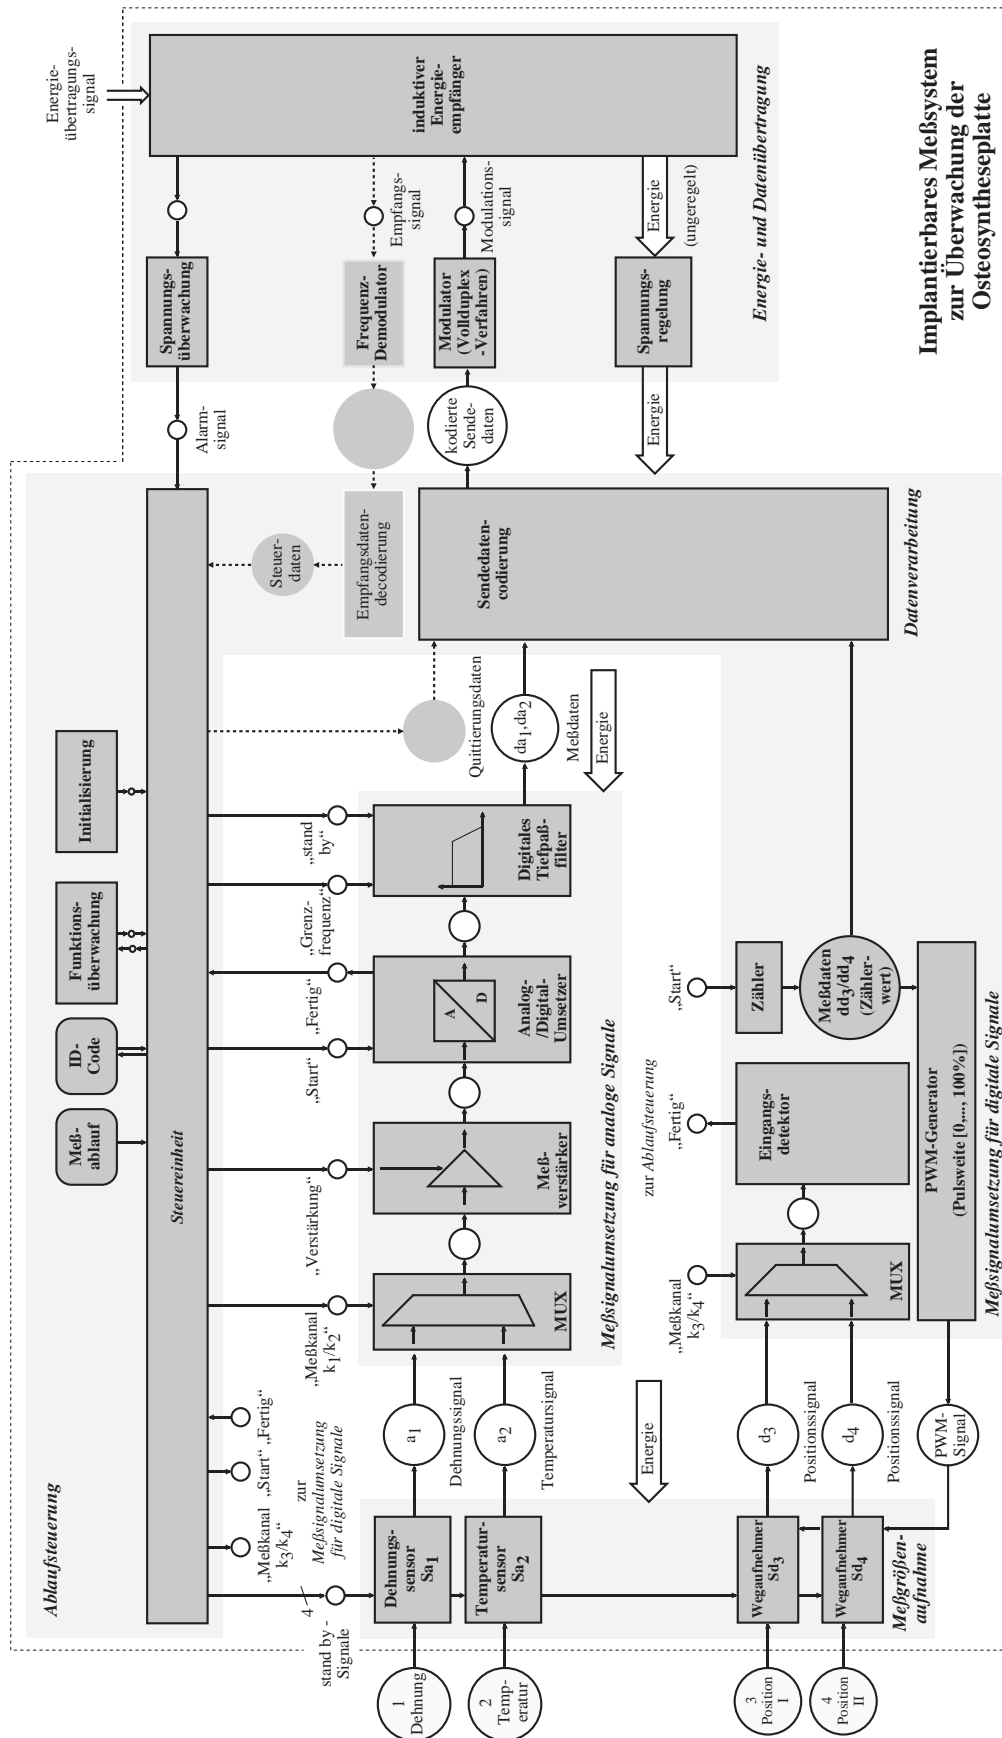 Energie-
übertragungs-
signal
induktiver
Energie-
empfänger
Empfangs-
signal
Modulations-
signal
Energie
(ungeregelt)
Spannungs-
überwachung
Frequenz-
Demodulator
Modulator
(Vollduplex
-Verfahren)
Spannungs-
regelung
Energie- und Datenübertragung
Implantierbares Meßsystem
zur Überwachung der
Osteosyntheseplatte
Alarm-
signal
kodierte
Sende-
daten
Energie
Steuer-
daten
Empfangsdaten-
decodierung
Sendedaten-
codierung
Datenverarbeitung
Ablaufsteuerung
Meß-
ablauf
ID-
Code
Funktions-
überwachung
Initialisierung
Steuereinheit
stand by -
Signale
4
„Meßkanal
k3/k4“
„Start“
„Fertig“
zur
Meßsignalumsetzung
für digitale Signale
„Meßkanal
k1/k2“
„Verstärkung“
„Start“
„Fertig“
„Grenz-
frequenz“
„stand
by“
Quittierungsdaten
MUX
Meß-
verstärker
A
D
Analog-
/Digital-
Umsetzer
Digitales
Tiefpaß-
filter
da1,da2
Meßdaten
Energie
Meßsignalumsetzung für analoge Signale
1
Dehnung
2
Temp-
eratur
3
Position
I
4
Position
II
Dehnungs-
sensor
Sa1
Temperatur-
sensor
Sa2
Wegaufnehmer
Sd3
Wegaufnehmer
Sd4
Meßgrößen-
aufnahme
a1
Dehnungssignal
a2
Temperatursignal
Energie
d3
Positionssignal
d4
Positionssignal
PWM-
Signal
„Meßkanal
k3/k4“
zur Ablaufsteuerung
„Fertig“
„Start“
MUX
Eingangs-
detektor
Zähler
Meßdaten
dd3/dd4
(Zähler-
wert)
PWM-Generator
(Pulsweite [0,..., 100%])
Meßsignalumsetzung für digitale Signale